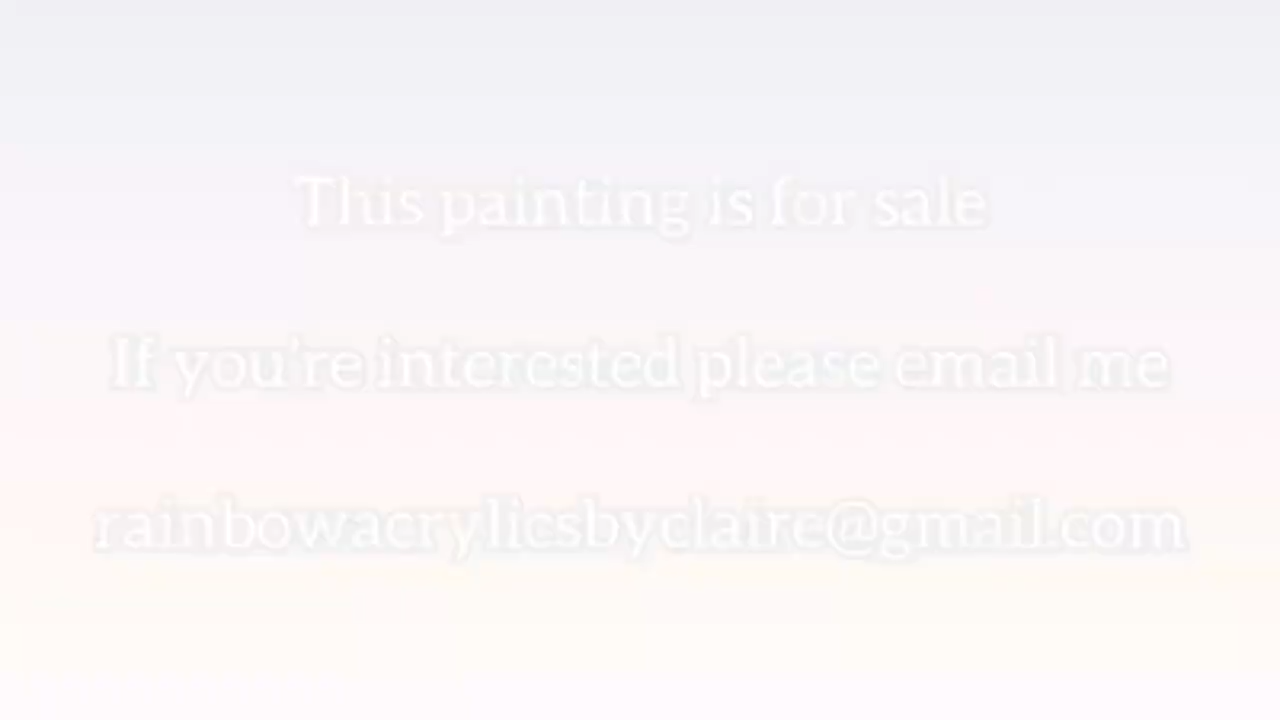 This painting is for sale
If you're interested please email me
rainbowacrylicsbyclaire@gmail.com